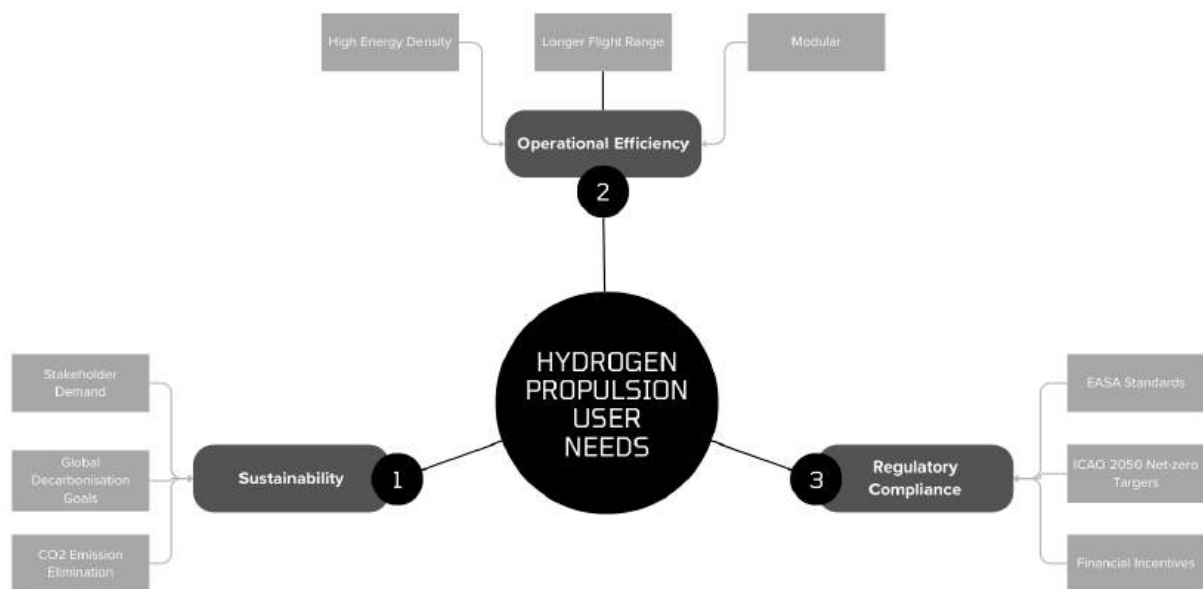 High Energy Density
Longer Flight Range
Modular
Operational Efficiency
2
HYDROGEN
PROPULSION
USER
NEEDS
Stakeholder
Demand
Global
Decarbonisation
Goals
CO2 Emission
Elimination
Sustainability
1
3
Regulatory
Compliance
EASA Standards
ICAO 2050 Net-zero
Targers
Financial Incentives